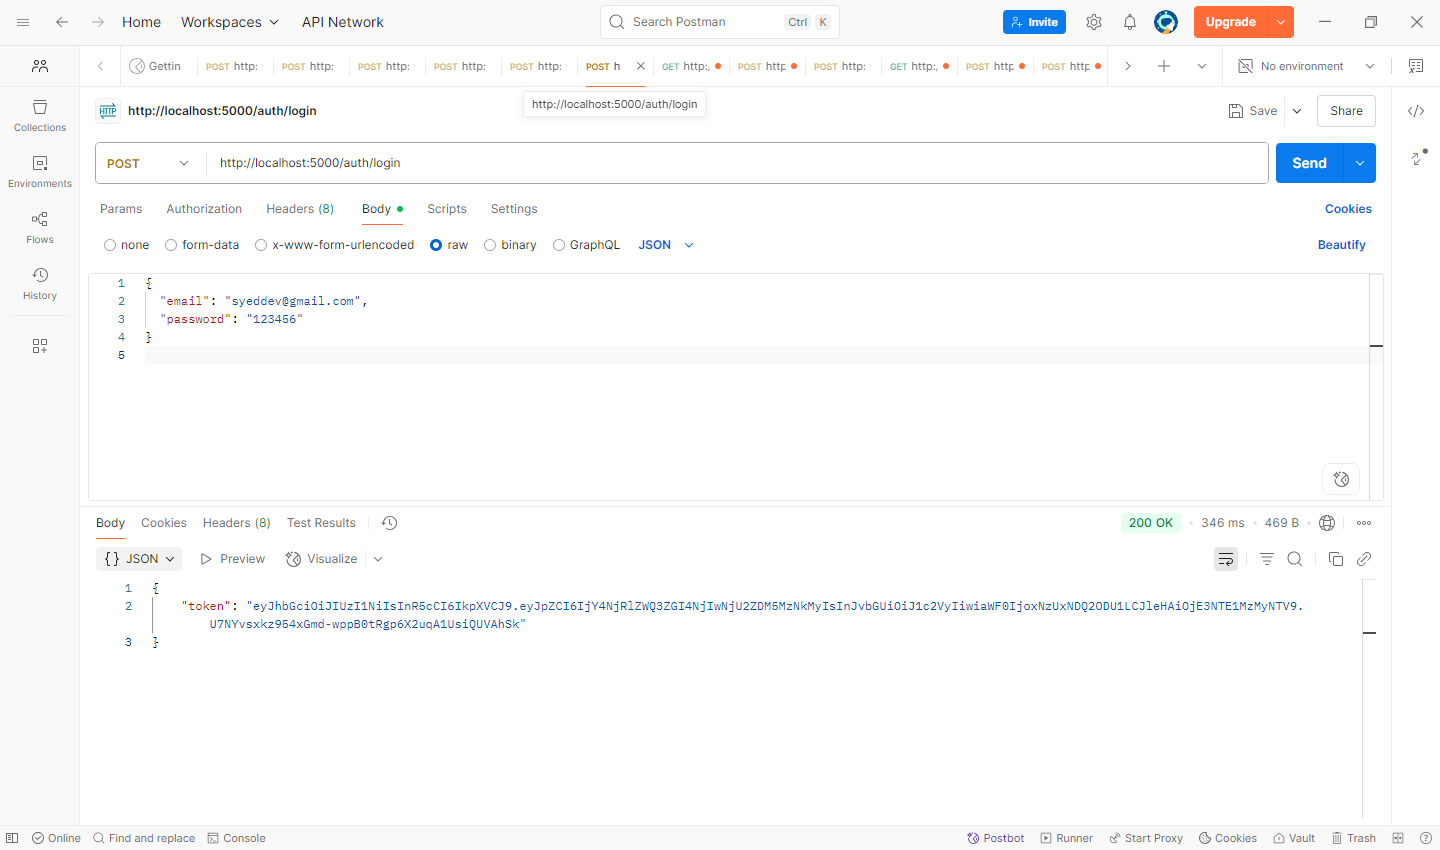 Home Workspaces API Network Search Postman Ctrl K Invite Upgrade
Gettin POST http: POST http: POST http: POST http: POST http: POST h GET http:, POST http POST http: GET http:, POST http POST http No environment
http://localhost:5000/auth/login
HTTP http://localhost:5000/auth/login Save Share
POST http://localhost:5000/auth/login Send
Collections
Environments
Flows
History
Params Authorization Headers (8) Body Scripts Settings Cookies
none form-data x-www-form-urlencoded raw binary GraphQL JSON Beautify
1 {
2 "email": "syeddev@gmail.com",
3 "password": "123456"
4 }
5
Body Cookies Headers (8) Test Results 200 OK 346 ms 469 B
{} JSON Preview Visualize
1 {
2 "token": "eyJhbGciOiJIUzI1NiIsInR5cCI6IkpXVCJ9.eyJpZCI6IjY4NjRlZWQ3ZGI4NjIwNjU2ZDM5MzNkMyIsInJvbGUiOiJ1c2VyIiwiaWF0IjoxNzUxNDQ2ODU1LCJleHAiOjE3NTE1MzMyNTV9.
U7NYvsxkz954xGmd-wppB0tRgp6X2uqA1UsiQUVAhSk"
3 }
Online Find and replace Console Postbot Runner Start Proxy Cookies Vault Trash